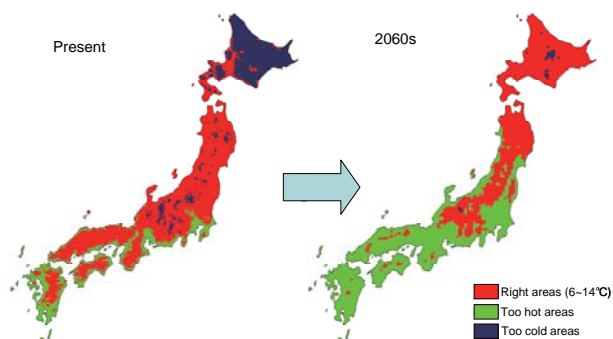 Present
2060s
Right areas (6~14℃)
Too hot areas
Too cold areas